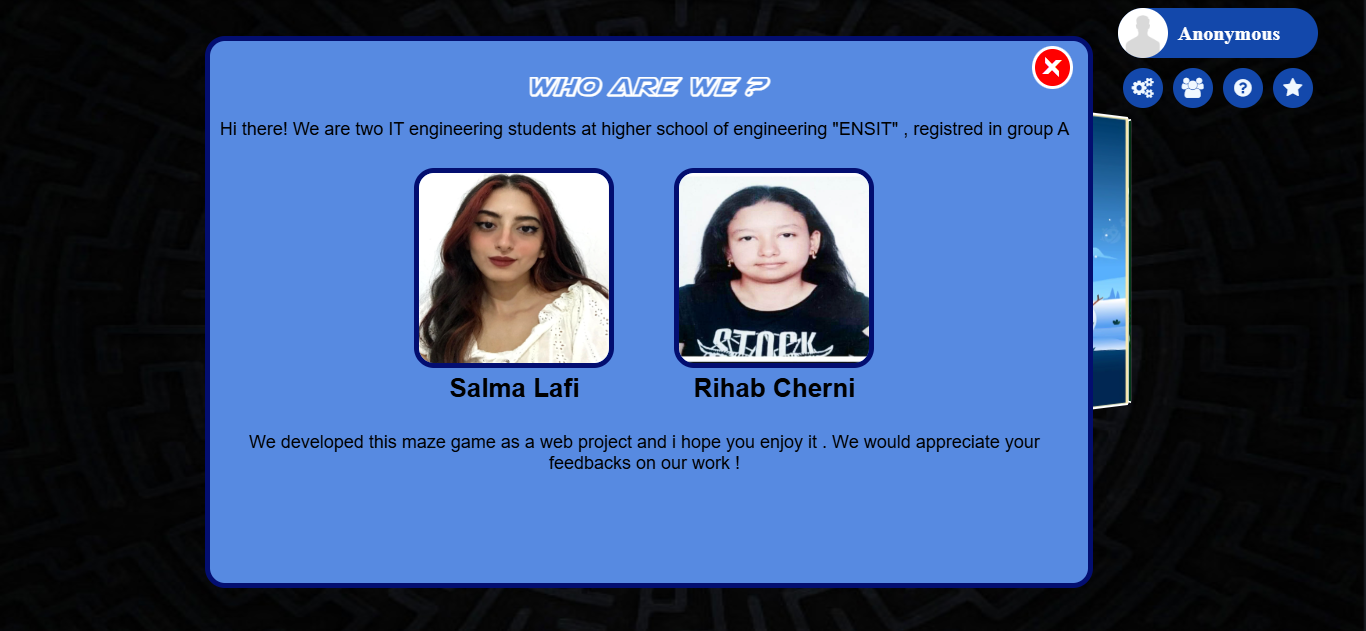 Anonymous
WHO ARE WE ?
Hi there! We are two IT engineering students at higher school of engineering "ENSIT" , registred in group A
STOCK
Salma Lafi
Rihab Cherni
We developed this maze game as a web project and i hope you enjoy it . We would appreciate your
feedbacks on our work !